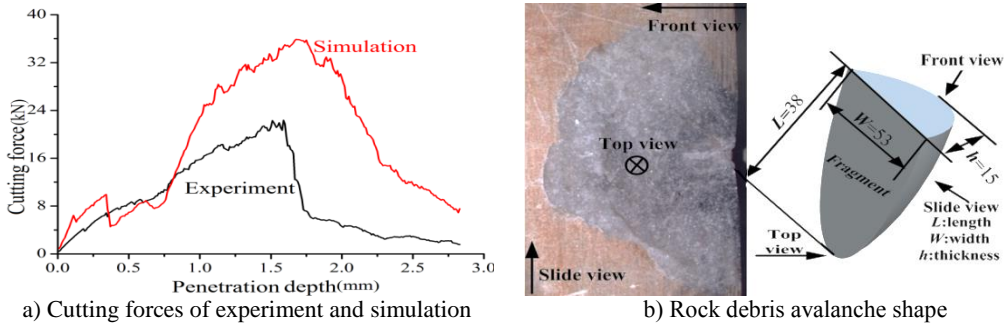 40
32
24
16
8
0
Cutting force(kN)
Simulation
Experiment
0.0 0.5 1.0 1.5 2.0 2.5 3.0
Penetration depth(mm)
a) Cutting forces of experiment and simulation
Front view
Top view
Slide view
Front view
L=38
W=53
h=15
Fragment
Top
view
Slide view
L:length
W:width
h:thickness
b) Rock debris avalanche shape